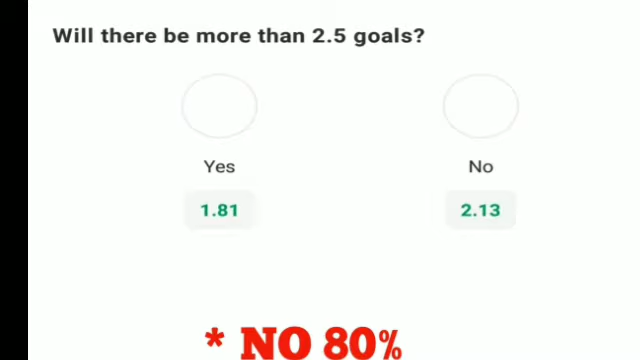 Will there be more than 2.5 goals?
Yes No
1.81 2.13
* NO 80%